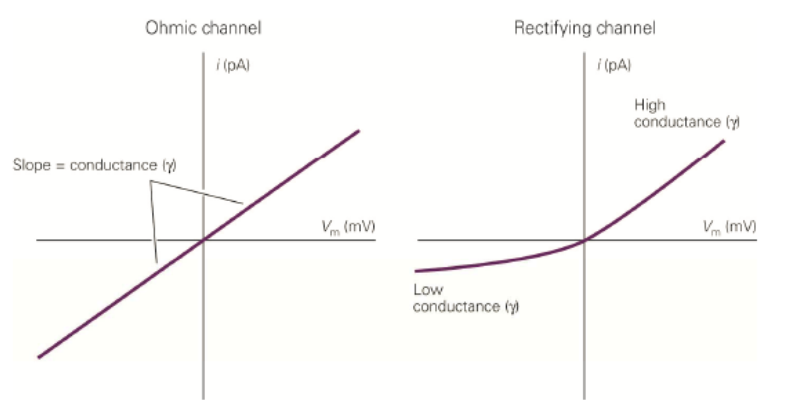 Ohmic channel
i (pA)
Slope = conductance (γ)
Vm (mV)
Rectifying channel
i (pA)
High
conductance (γ)
Vm (mV)
Low
conductance (γ)